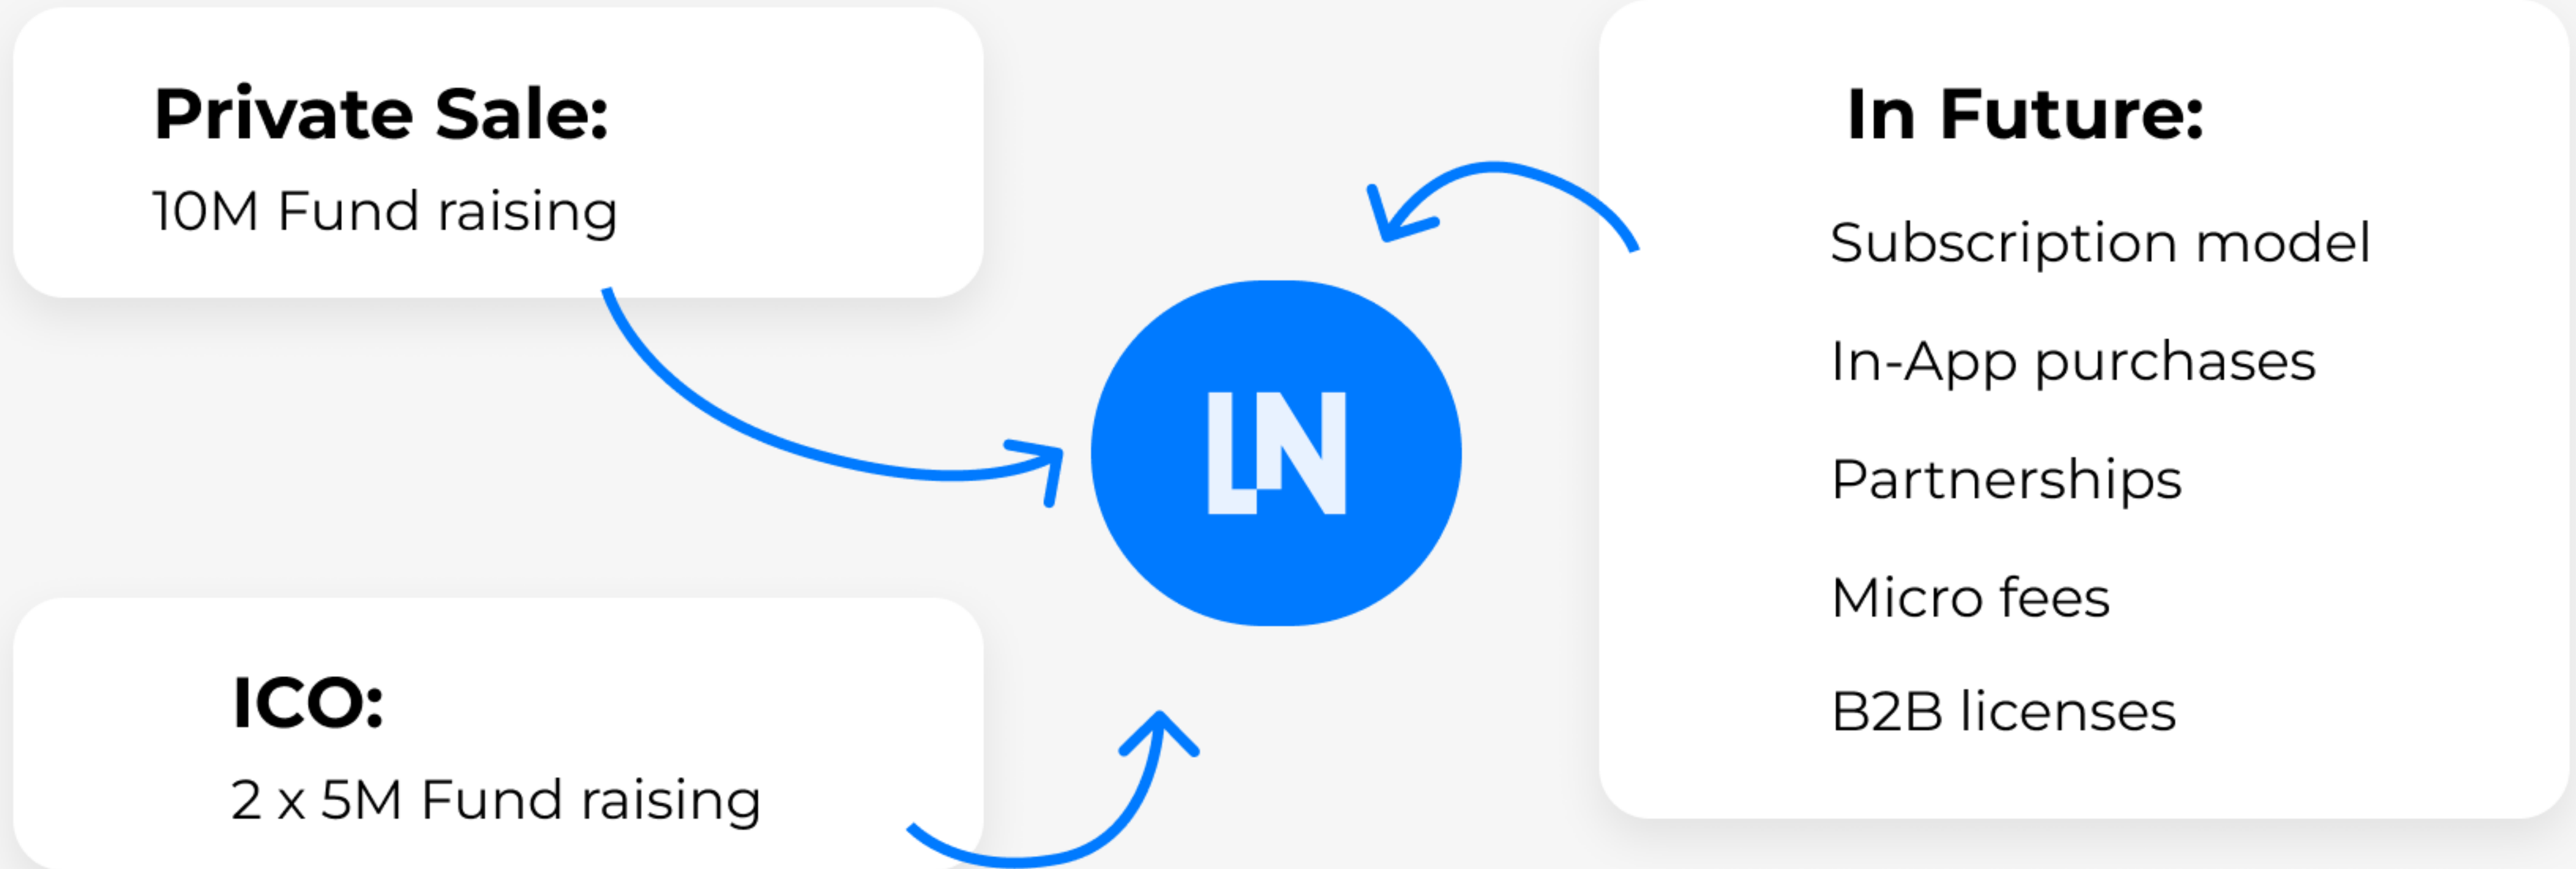 Private Sale:
10M Fund raising
ICO:
2 x 5M Fund raising
LN
In Future:
Subscription model
In-App purchases
Partnerships
Micro fees
B2B licenses